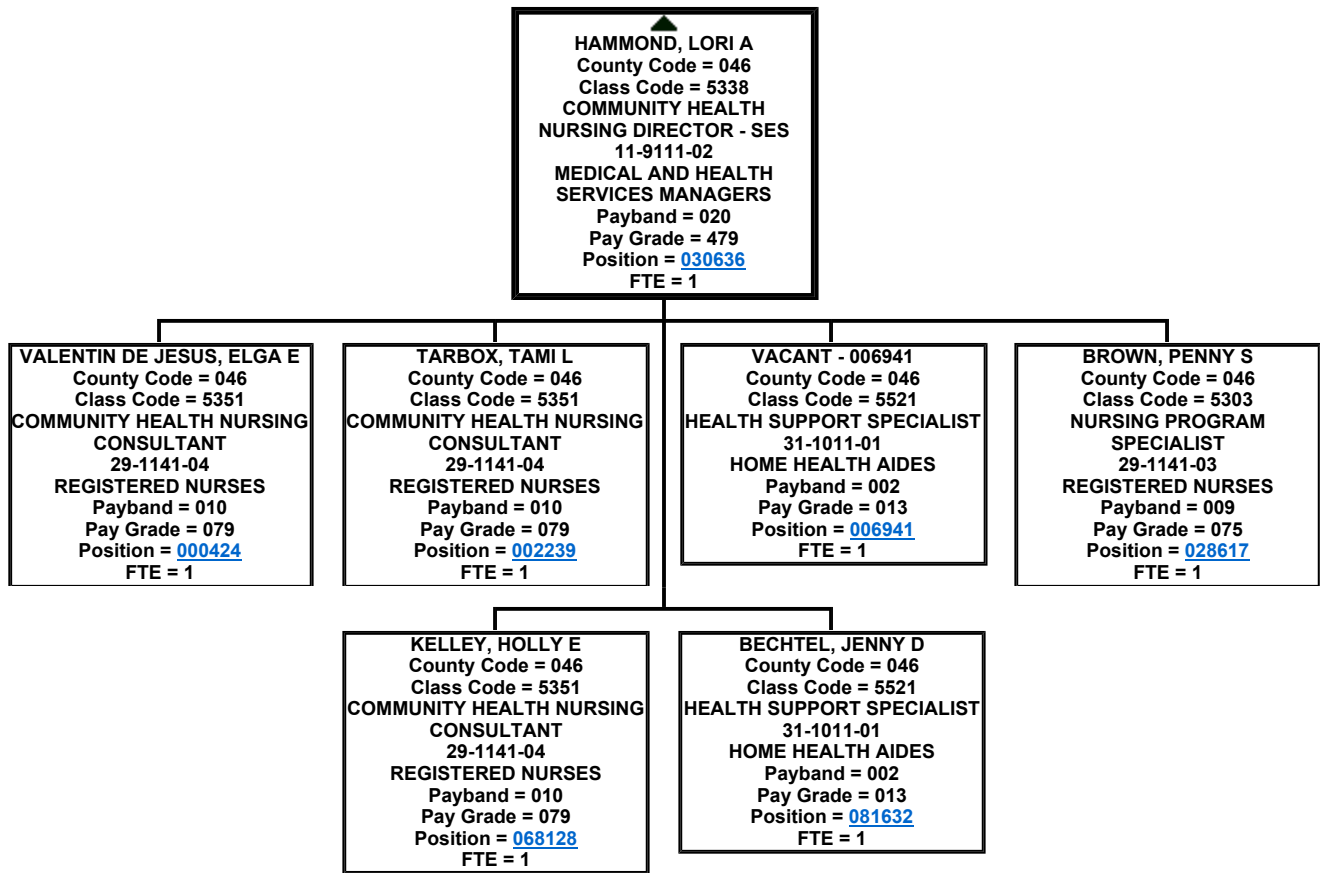 HAMMOND, LORI A
County Code = 046
Class Code = 5338
COMMUNITY HEALTH
NURSING DIRECTOR - SES
11-9111-02
MEDICAL AND HEALTH
SERVICES MANAGERS
Payband = 020
Pay Grade = 479
Position = 030636
FTE = 1
VALENTIN DE JESUS, ELGA E
County Code = 046
Class Code = 5351
COMMUNITY HEALTH NURSING
CONSULTANT
29-1141-04
REGISTERED NURSES
Payband = 010
Pay Grade = 079
Position = 000424
FTE = 1
TARBOX, TAMI L
County Code = 046
Class Code = 5351
COMMUNITY HEALTH NURSING
CONSULTANT
29-1141-04
REGISTERED NURSES
Payband = 010
Pay Grade = 079
Position = 002239
FTE = 1
VACANT - 006941
County Code = 046
Class Code = 5521
HEALTH SUPPORT SPECIALIST
31-1011-01
HOME HEALTH AIDES
Payband = 002
Pay Grade = 013
Position = 006941
FTE = 1
BROWN, PENNY S
County Code = 046
Class Code = 5303
NURSING PROGRAM
SPECIALIST
29-1141-03
REGISTERED NURSES
Payband = 009
Pay Grade = 075
Position = 028617
FTE = 1
KELLEY, HOLLY E
County Code = 046
Class Code = 5351
COMMUNITY HEALTH NURSING
CONSULTANT
29-1141-04
REGISTERED NURSES
Payband = 010
Pay Grade = 079
Position = 068128
FTE = 1
BECHTEL, JENNY D
County Code = 046
Class Code = 5521
HEALTH SUPPORT SPECIALIST
31-1011-01
HOME HEALTH AIDES
Payband = 002
Pay Grade = 013
Position = 081632
FTE = 1